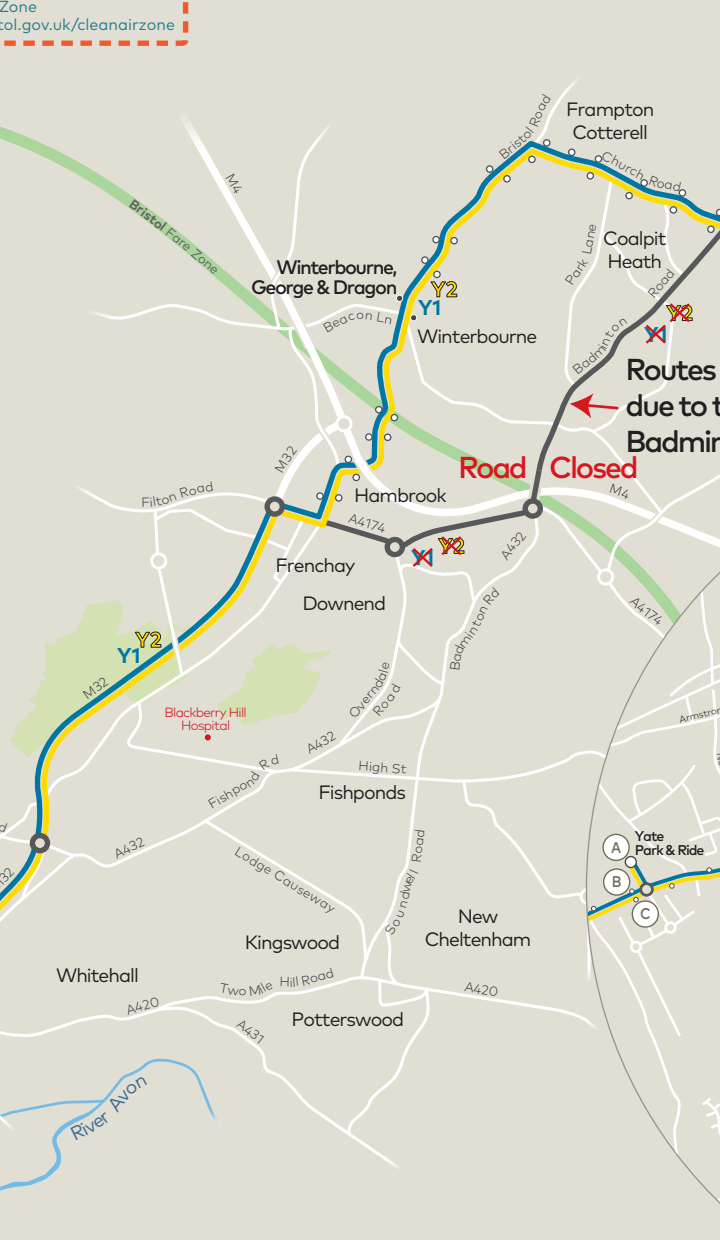 Zone
tol.gov.uk/cleanairzone
Frampton
Cotterell
Bristol Road
Church Road
M4
Bristol Fare Zone
Park Lane
Coalpit
Heath
Winterbourne,
George & Dragon
Y2
Y1
Beacon Ln
Winterbourne
Road
Badminton
Y2
Y1
Routes
due to t
Badmin
Road Closed
M32
Hambrook
M4
Filton Road
A4174
Y1
Y2
A432
Frenchay
Downend
A4174
Badminton Rd
Y2
Y1
M32
Overndale
Road
Armstron
Blackberry Hill
Hospital
A432
High St
Fishpond Rd
Fishponds
A432
Yate
Park & Ride
A
B
C
Lodge Causeway
Soundwell Road
New
Cheltenham
Kingswood
Whitehall
Two Mile Hill Road
A420
A420
A431
Potterswood
River Avon